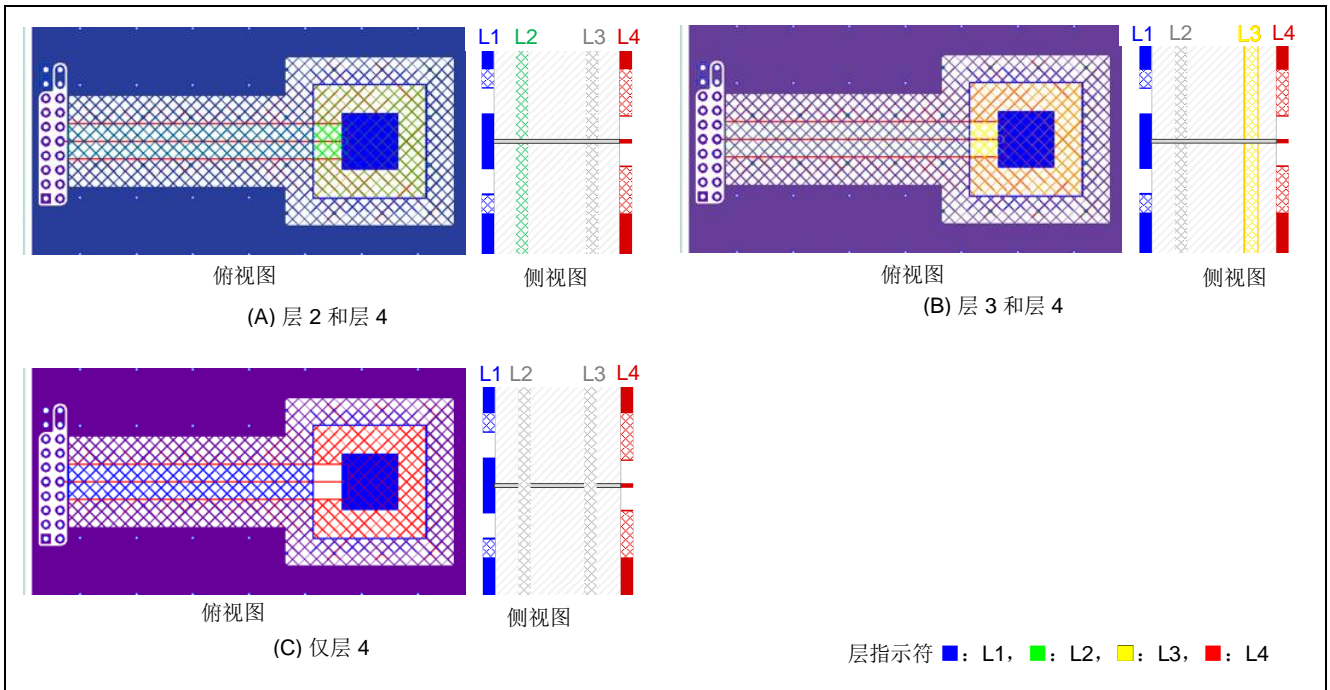 L1 L2 L3 L4
俯视图
侧视图
(A) 层 2 和层 4
L1 L2 L3 L4
俯视图
侧视图
(B) 层 3 和层 4
L1 L2 L3 L4
俯视图
侧视图
(C) 仅层 4
层指示符 ■：L1，■：L2，■：L3，■：L4